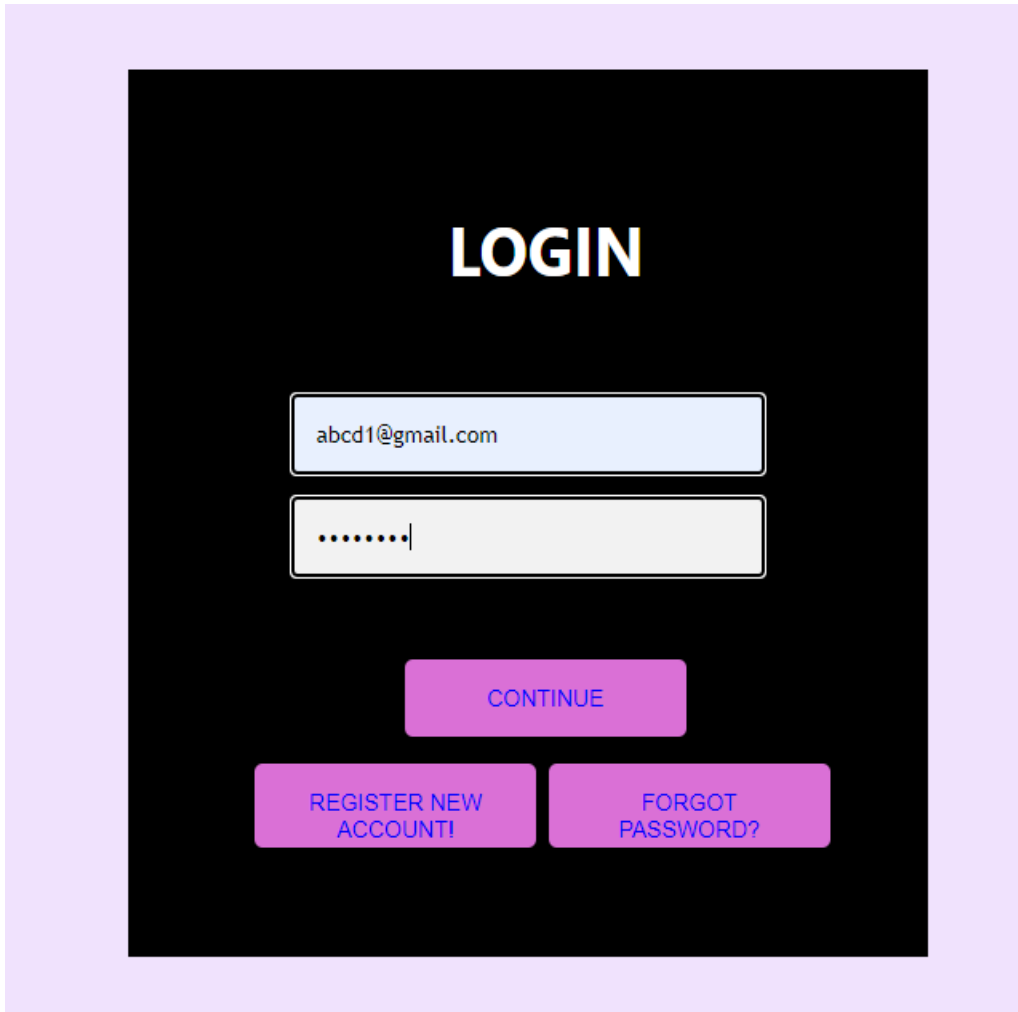 LOGIN
abcd1@gmail.com
••••••••
CONTINUE
REGISTER NEW
ACCOUNT!
FORGOT
PASSWORD?